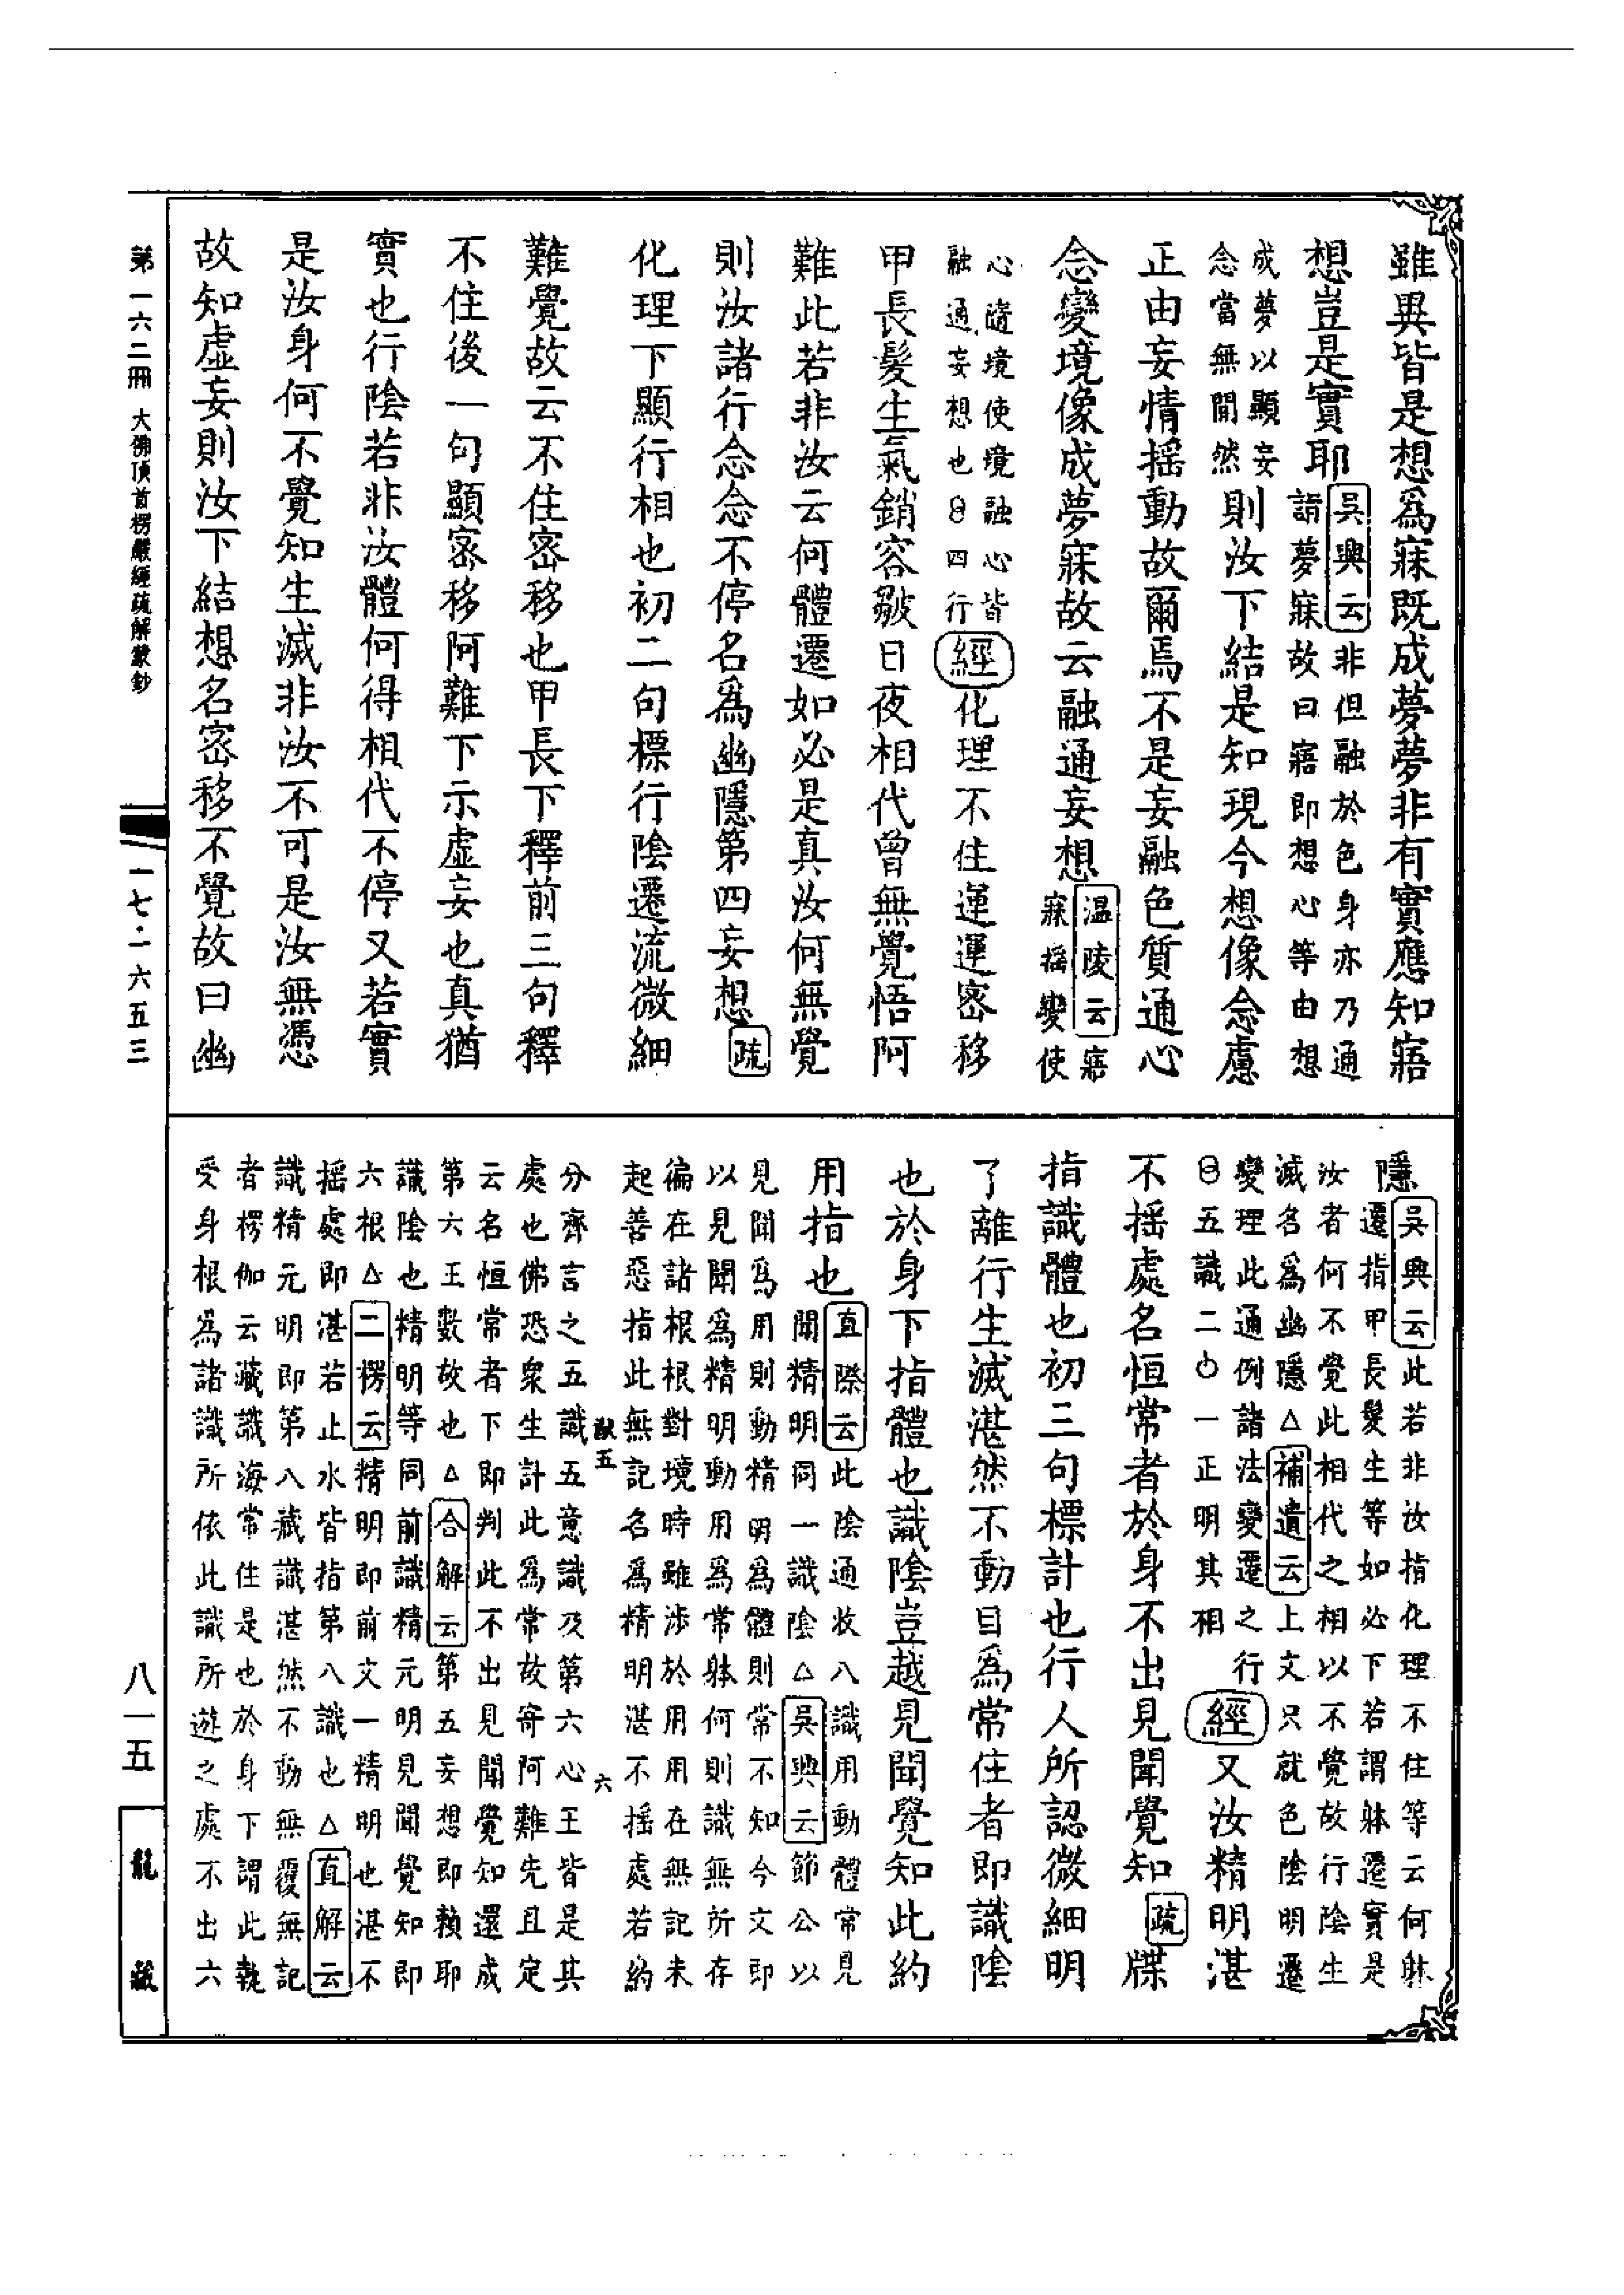 雖異皆是想爲寐既成夢夢非有實應知寤
想豈是實耶吳興云非但融於色身亦乃通
謂夢寐故曰寤即想心等由想
成夢以顯妄
念當無間然則汝下結是知現今想像念慮
正由妄情搖動故爾焉不是妄融色質通心
念變境像成夢寐故云融通妄想温陵云寤
寐搖變使
心隨境使境融心皆
融通妄想也㊀四行經化理不住運運密移
甲長髮生氣銷容皺日夜相代曾無覺悟阿
難此若非汝云何體遷如必是真汝何無覺
則汝諸行念念不停名爲幽隱第四妄想疏
化理下顯行相也初二句標行陰遷流微細
難覺故云不住密移也甲長下釋前三句釋
不住後一句顯密移阿難下示虛妄也真猶
實也行陰若非汝體何得相代不停又若實
是汝身何不覺知生滅非汝不可是汝無憑
故知虛妄則汝下結想名密移不覺故曰幽
隱吳興云此若非汝指化理不住等云何躰
遷指甲長髮生等如必下若謂躰遷實是
汝者何不覺此相代之相以不覺故行陰生
滅名爲幽隱△補遺云上文只就色陰明遷
變理此通例諸法變遷之行
㊀五識二 一正明其相經又汝精明湛
不搖處名恒常者於身不出見聞覺知疏牒
指識體也初三句標計也行人所認微細明
了離行生滅湛然不動目爲常住者即識陰
也於身下指體也識陰豈越見聞覺知此約
用指也直際云此陰通收八識用動體常見
聞精明同一識陰△吳興云節公以
見聞爲用則動精明爲體則常不知今文即
以見聞爲精明動用爲常躰何則識無所存
徧在諸根根對境時雖涉於用用在無記未
起善惡指此無記名爲精明湛不搖處若約
分齊言之五識五意識及第六心王皆是其
處也佛恐衆生計此爲常故寄阿難先且定
云名恒常者下即判此不出見聞覺知還成
第六王數故也△合解云第五妄想即賴耶
識陰也精明等同前識精元明見聞覺知即
六根△二楞云精明即前文一精明也湛不
搖處即湛若止水皆指第八識也△直解云
識精元明即第八藏識湛然不動無覆無記
者楞伽云藏識海常住是也於身下謂此執
受身根爲諸識所依此識所遊之處不出六
第一六二冊 大佛頂首楞嚴經疏解蒙鈔
一七·六五三
八一五
龍藏